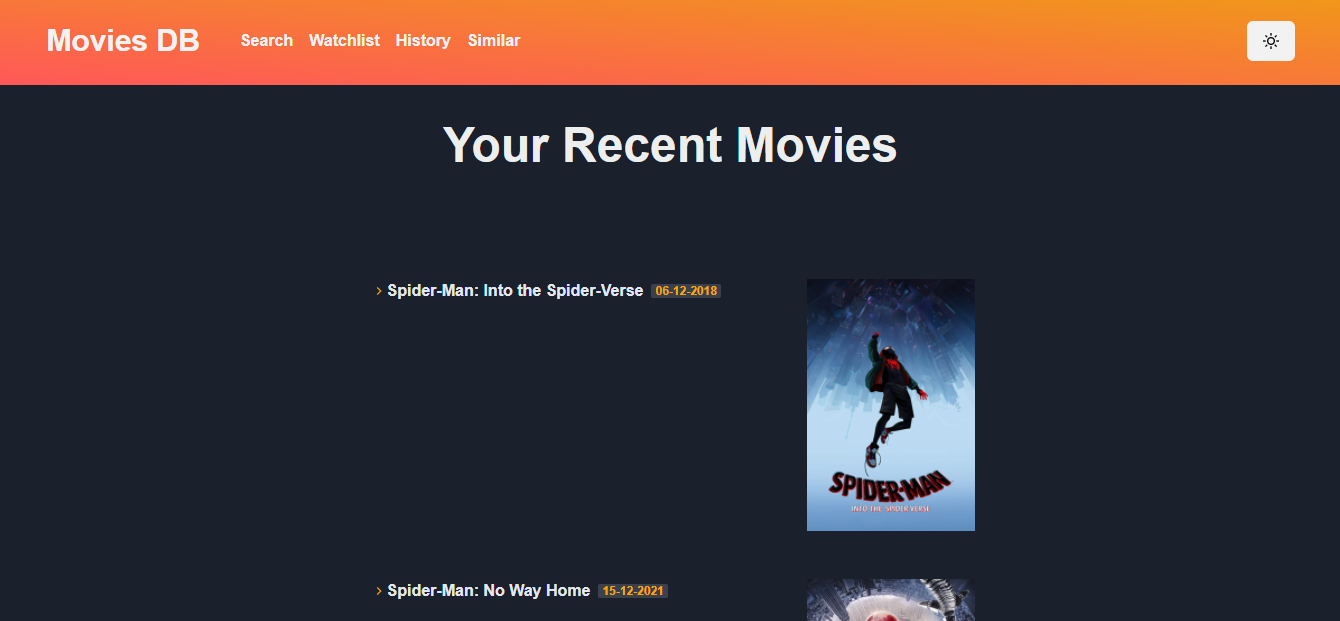 Movies DB Search Watchlist History Similar
Your Recent Movies
Spider-Man: Into the Spider-Verse 06-12-2018
SPIDER-MAN
INTO THE SPIDER-VERSE
Spider-Man: No Way Home 15-12-2021